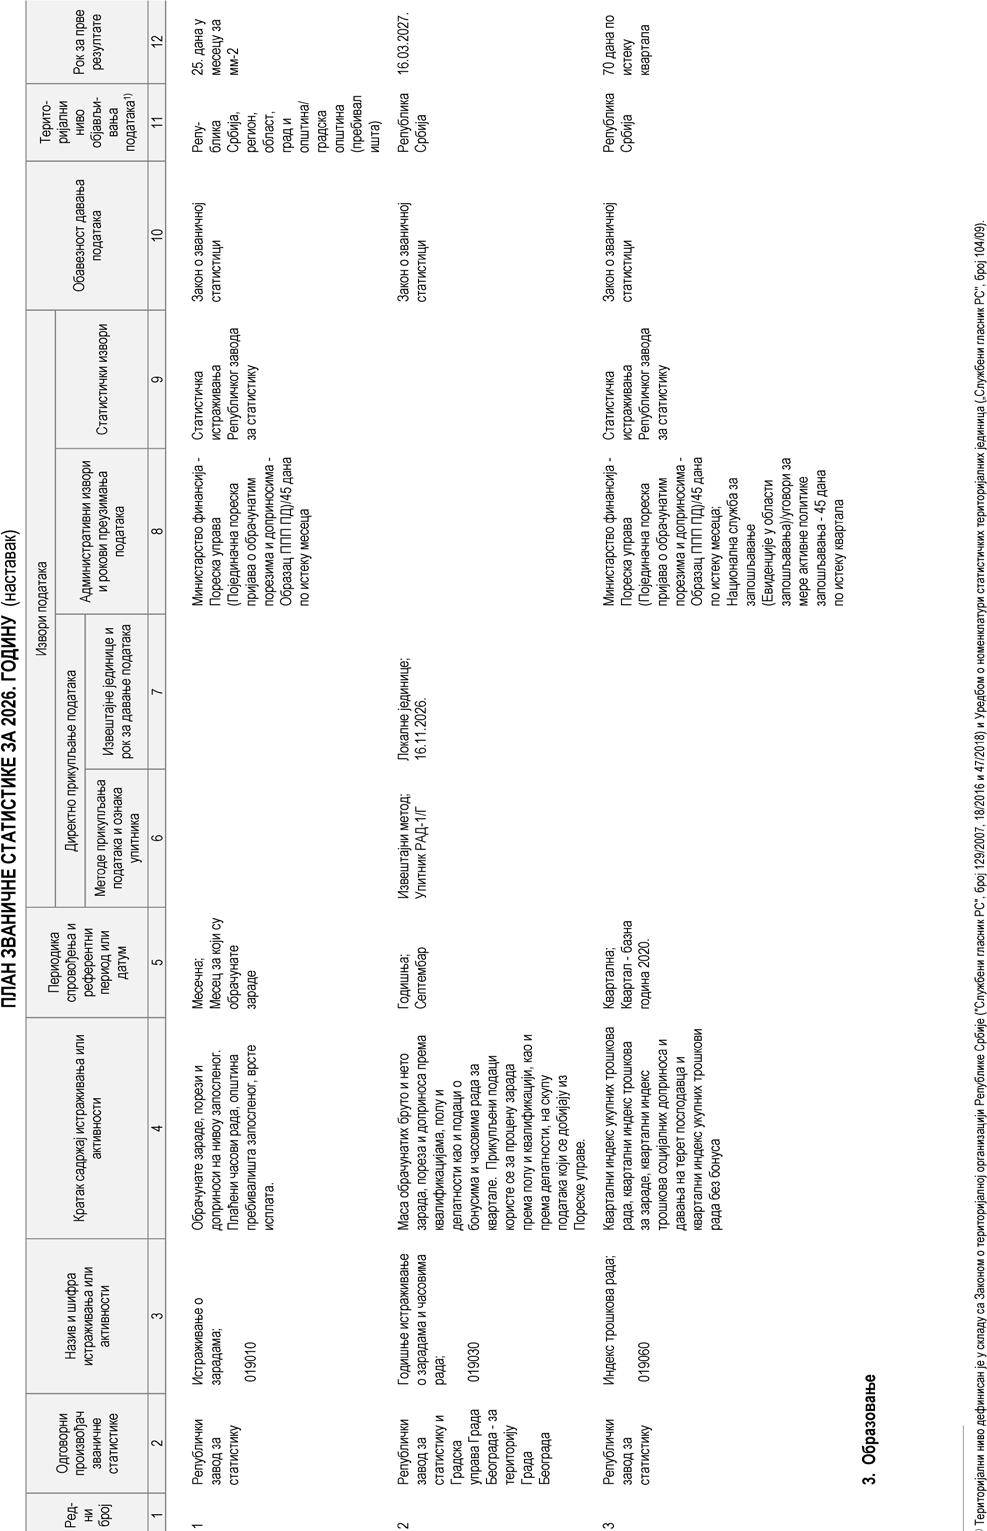 ПЛАН ЗВАНИЧНЕ СТАТИСТИКЕ ЗА 2026. ГОДИНУ (наставак)
Ред-
ни
број
Одговорни
произвођач
званичне
статистике
Назив и шифра
истраживања или
активности
Кратак садржај истраживања или
активности
Периодика
спровођења и
референтни
период или
датум
Извори података
Директно прикупљање података
Методе прикупљања
података и ознака
упитника
Извештајне јединице и
рок за давање података
Административни извори
и рокови преузимања
података
Статистички извори
Обавезност давања
података
Терито-
ријални
ниво
објављи-
вања
података¹⁾
Рок за прве
резултате
1
2
3
4
5
6
7
8
9
10
11
12
1
Републички
завод за
статистику
Истраживање о
зарадама;
019010
Обрачунате зараде, порези и
доприноси на нивоу запосленог.
Плаћени часови рада, општина
пребивалишта запосленог, врсте
исплата.
Месечна;
Месец за који су
обрачунате
зараде
Министарство финансија -
Пореска управа
(Појединачна пореска
пријава о обрачунатим
порезима и доприносима -
Образац ППП ПД)/45 дана
по истеку месеца
Статистичка
истраживања
Републичког завода
за статистику
Закон о званичној
статистици
Репу-
блика
Србија,
регион,
област,
град и
општина/
градска
општина
(пребивал
ишта)
25. дана у
месецу за
мм-2
2
Републички
завод за
статистику и
Градска
управа Града
Београда - за
територију
Града
Београда
Годишње истраживање
о зарадама и часовима
рада;
019030
Маса обрачунатих бруто и нето
зарада, пореза и доприноса према
квалификацијама, полу и
делатности као и подаци о
бонусима и часовима рада за
квартале. Прикупљени подаци
користе се за процену зарада
према полу и квалификацији, као и
према делатности, на скупу
података који се добијају из
Пореске управе.
Годишња;
Септембар
Извештајни метод;
Упитник РАД-1/Г
Локалне јединице;
16.11.2026.
Закон о званичној
статистици
Република
Србија
16.03.2027.
3
Републички
завод за
статистику
Индекс трошкова рада;
019060
Квартални индекс укупних трошкова
рада, квартални индекс трошкова
за зараде, квартални индекс
трошкова социјалних доприноса и
давања на терет послодавца и
квартални индекс укупних трошкови
рада без бонуса
Квартална;
Квартал - базна
година 2020.
Министарство финансија -
Пореска управа
(Појединачна пореска
пријава о обрачунатим
порезима и доприносима -
Образац ППП ПД)/45 дана
по истеку месеца;
Национална служба за
запошљавање
(Евиденције у области
запошљавања)/уговори за
мере активне политике
запошљавања - 45 дана
по истеку квартала
Статистичка
истраживања
Републичког завода
за статистику
Закон о званичној
статистици
Република
Србија
70 дана по
истеку
квартала
3. Образовање
⁾ Територијални ниво дефинисан је у складу са Законом о територијалној организацији Републике Србије ("Службени гласник РС", број 129/2007, 18/2016 и 47/2018) и Уредбом о номенклатури статистичких територијалних јединица („Службени гласник РС", број 104/09).